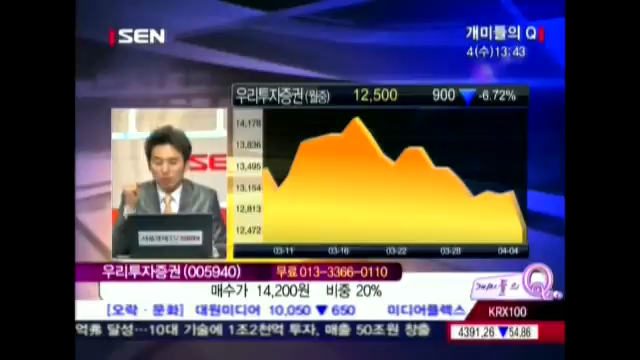 SEN
개미들의 Q
4(수)13:43
우리투자증권(월중) 12,500 900 ▼ -6.72%
14,178
13,836
13,495
13,154
12,813
12,472
SEN
03-11 03-16 03-22 03-28 04-04
우리투자증권(005940) 무료 013-3366-0110
매수가 14,200원 비중 20%
개미들의 Q
[오락·문화] 대원미디어 10,050 ▼ 650 미디어플렉스 KRX100
달성…10대 기술에 1조2천억 투자, 매출 50조원 창출 4391,26 ▼54,86